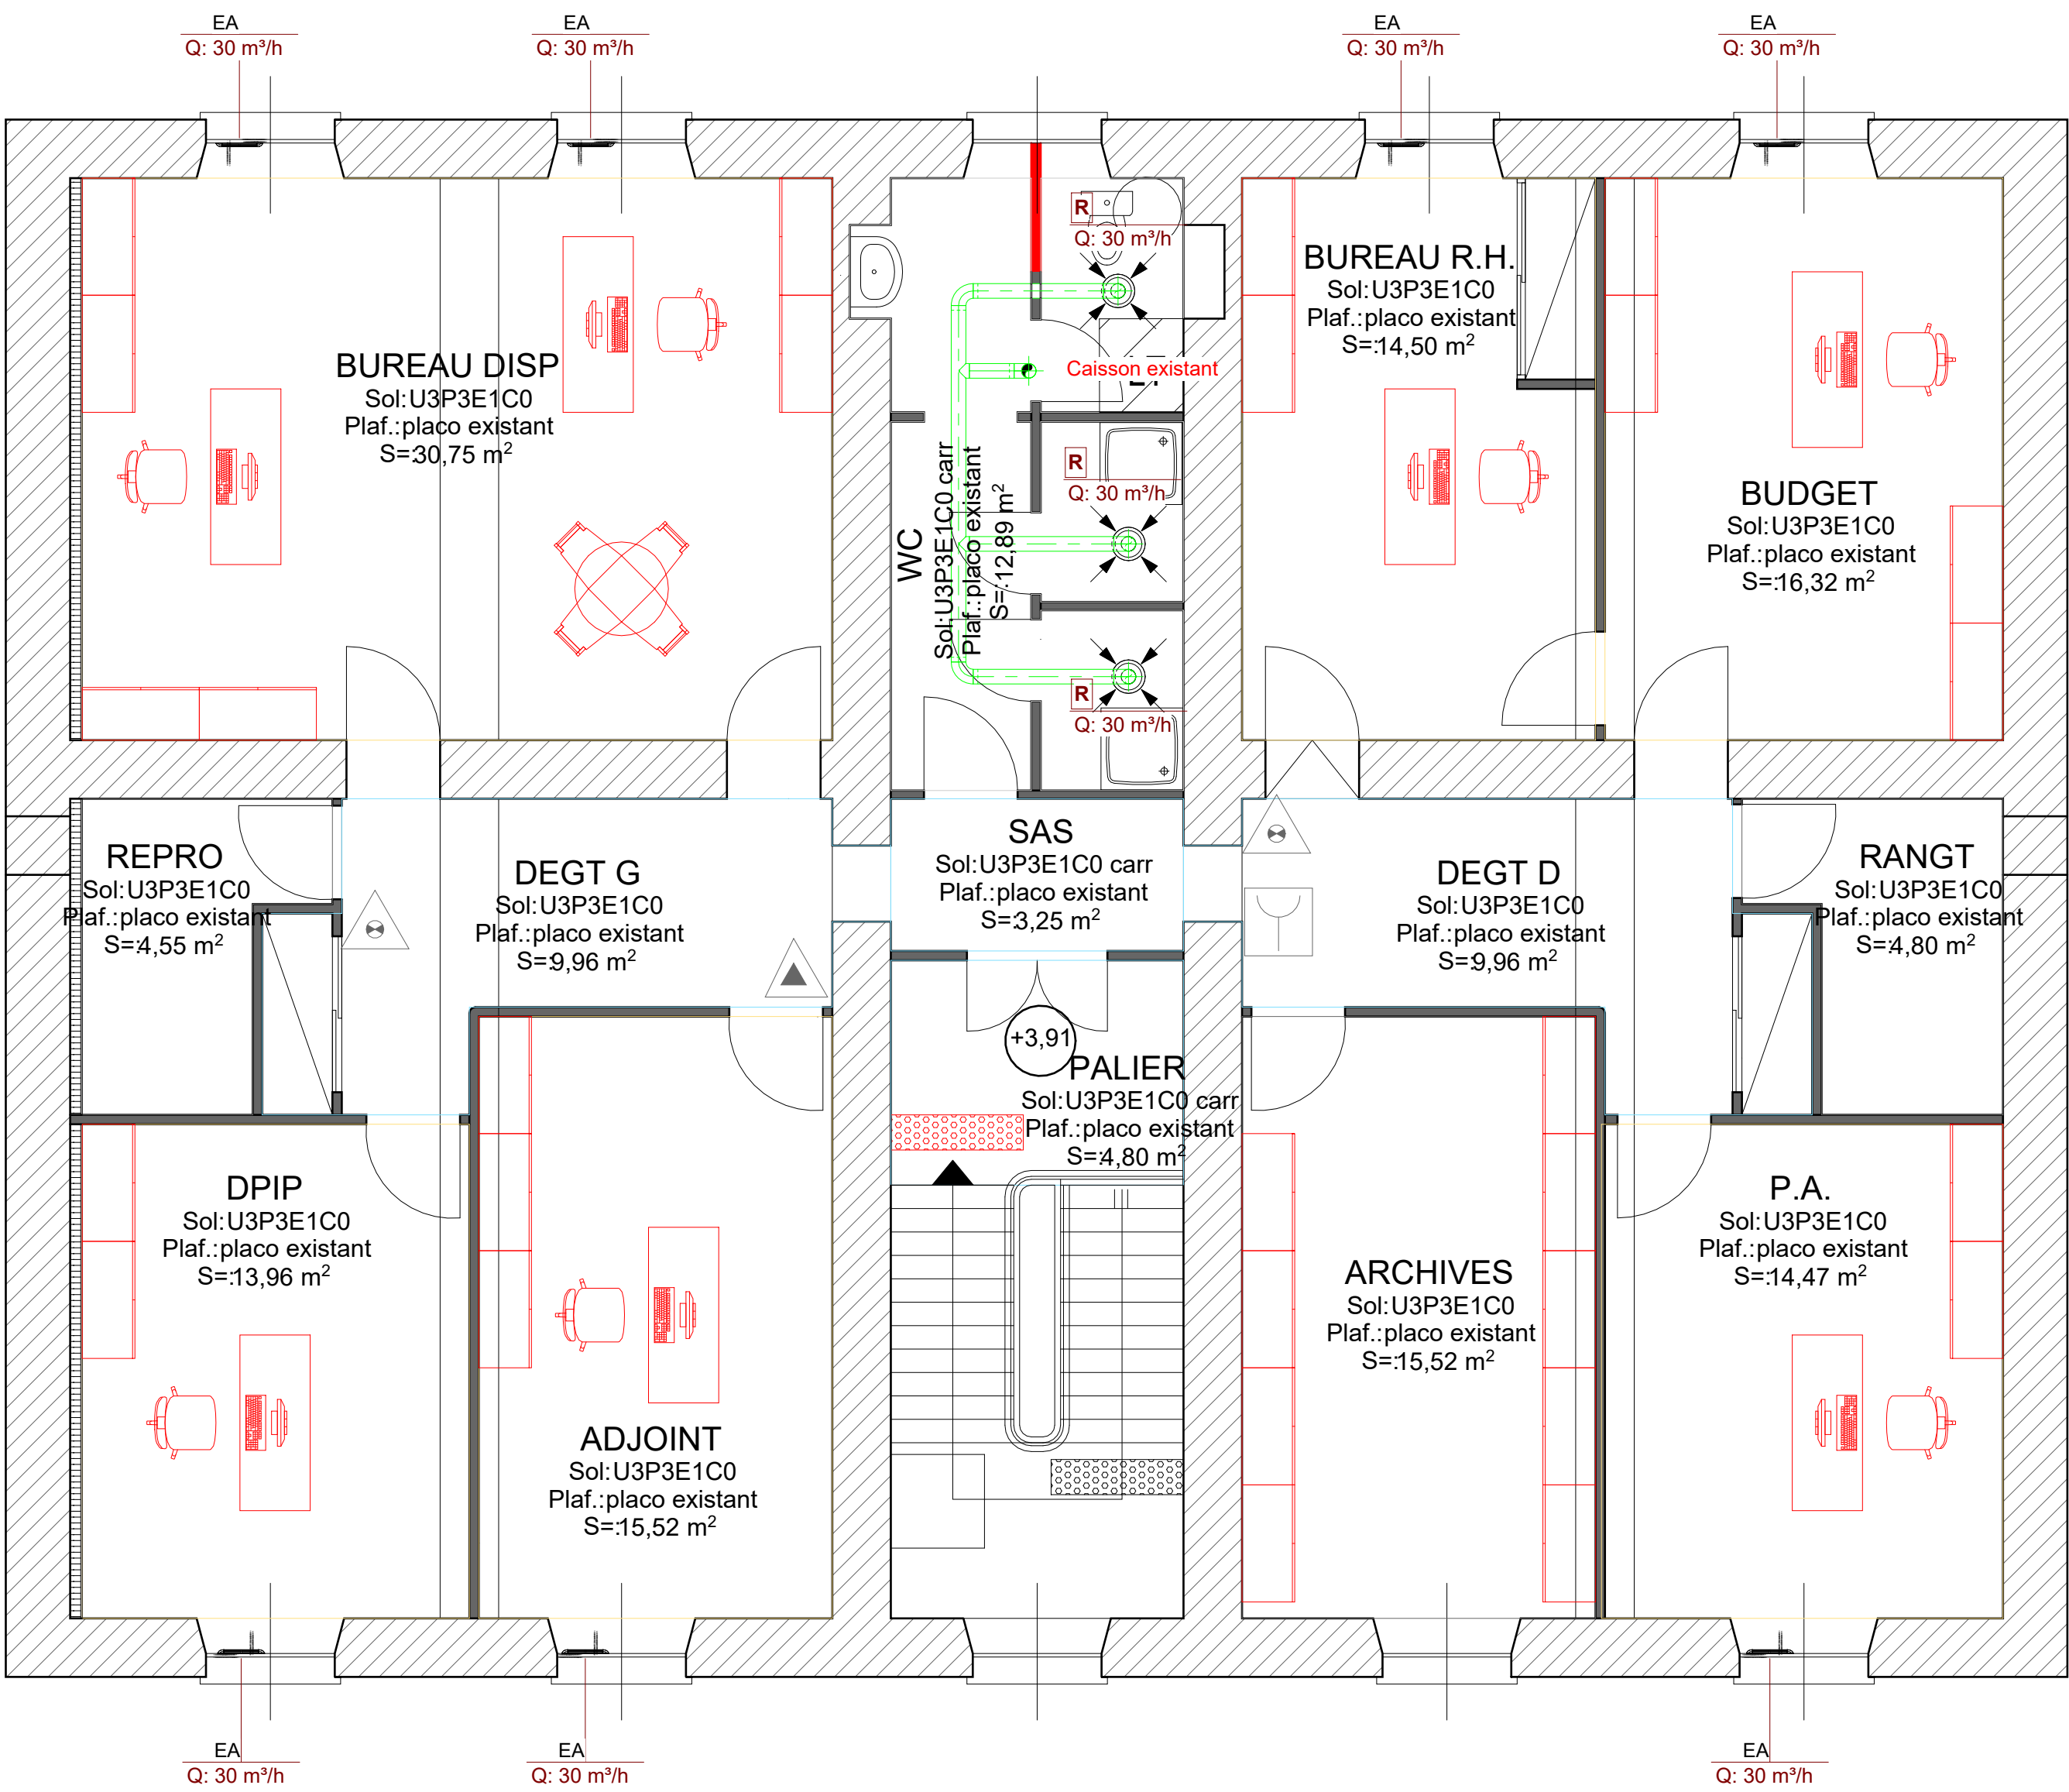 EA
Q: 30 m³/h
EA
Q: 30 m³/h
EA
Q: 30 m³/h
EA
Q: 30 m³/h
R
Q: 30 m³/h
BUREAU DISP
Sol:U3P3E1C0
Plaf.:placo existant
S=:30,75 m²
BUREAU R.H.
Sol:U3P3E1C0
Plaf.:placo existant
S=:14,50 m²
Caisson existant
R
Q: 30 m³/h
WC
Sol:U3P3E1C0 carr
Plaf.:placo existant
S=:12,89 m²
BUDGET
Sol:U3P3E1C0
Plaf.:placo existant
S=:16,32 m²
R
Q: 30 m³/h
REPRO
Sol:U3P3E1C0
Plaf.:placo existant
S=:4,55 m²
DEGT G
Sol:U3P3E1C0
Plaf.:placo existant
S=:9,96 m²
SAS
Sol:U3P3E1C0 carr
Plaf.:placo existant
S=:3,25 m²
DEGT D
Sol:U3P3E1C0
Plaf.:placo existant
S=:9,96 m²
RANGT
Sol:U3P3E1C0
Plaf.:placo existant
S=:4,80 m²
+3,91
PALIER
Sol:U3P3E1C0 carr
Plaf.:placo existant
S=:4,80 m²
DPIP
Sol:U3P3E1C0
Plaf.:placo existant
S=:13,96 m²
ADJOINT
Sol:U3P3E1C0
Plaf.:placo existant
S=:15,52 m²
ARCHIVES
Sol:U3P3E1C0
Plaf.:placo existant
S=:15,52 m²
P.A.
Sol:U3P3E1C0
Plaf.:placo existant
S=:14,47 m²
EA
Q: 30 m³/h
EA
Q: 30 m³/h
EA
Q: 30 m³/h